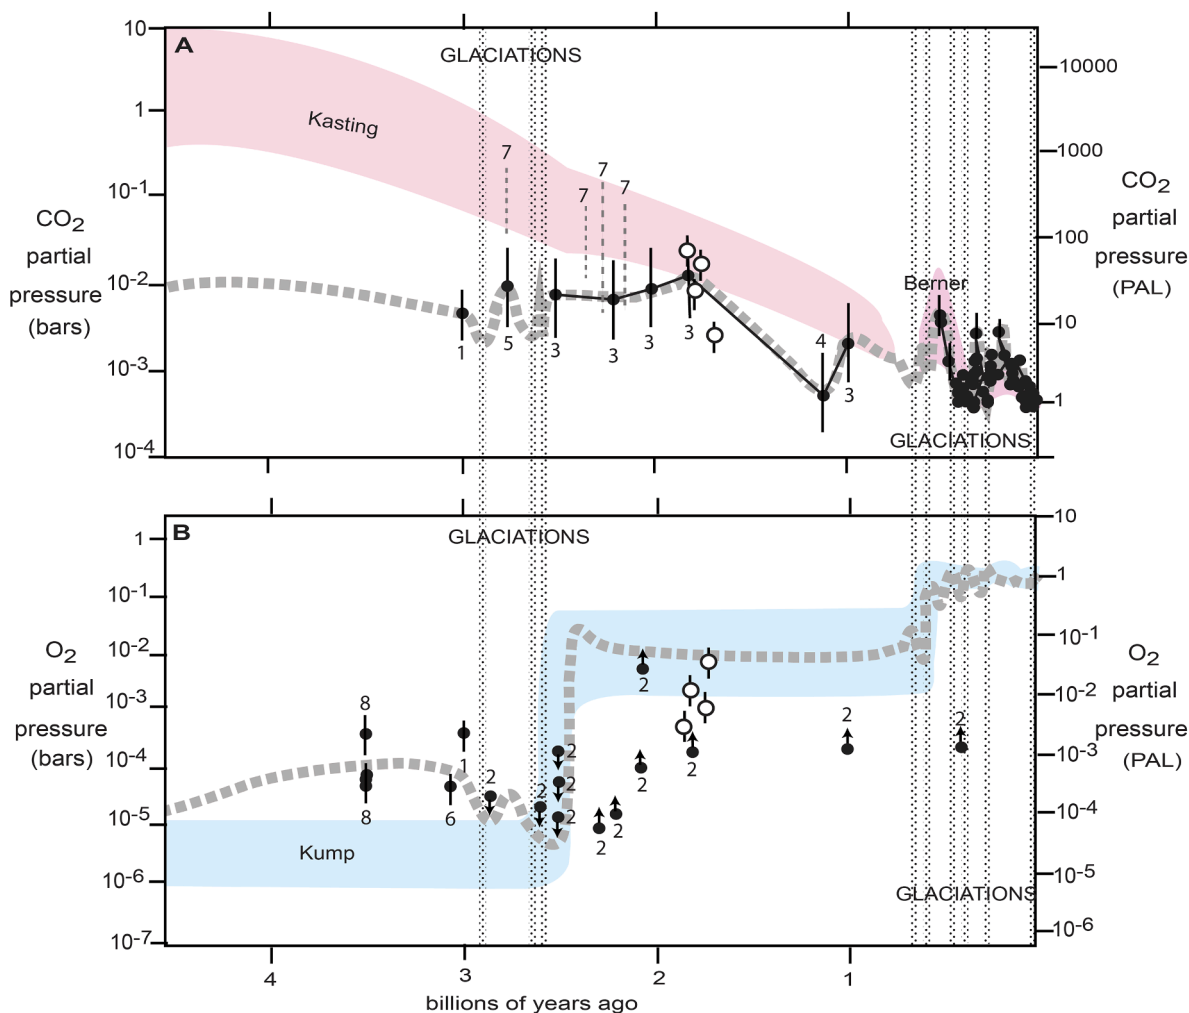 A
GLACIATIONS
Kasting
10
1
10-1
10-2
10-3
10-4
CO2
partial
pressure
(bars)
10000
1000
100
10
1
CO2
partial
pressure
(PAL)
7
7
7
7
1
5
3
3
3
3
4
3
Berner
GLACIATIONS
B
GLACIATIONS
1
10-1
10-2
10-3
10-4
10-5
10-6
10-7
O2
partial
pressure
(bars)
10
1
10-1
10-2
10-3
10-4
10-5
10-6
O2
partial
pressure
(PAL)
8
8
1
6
2
2
2
2
2
2
2
2
2
2
2
2
Kump
GLACIATIONS
4
3
2
1
billions of years ago